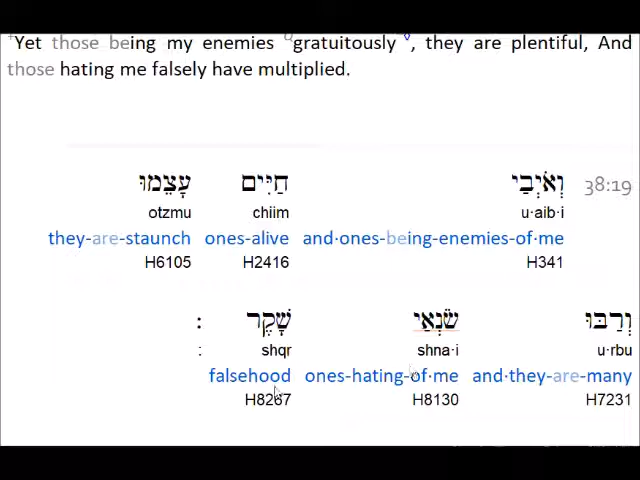 ⁺Yet those being my enemies ᵠgratuitously ᵛ, they are plentiful, And
those hating me falsely have multiplied.
38:19 וְאֹיְבַי חַיִּים עָצֵמוּ
u·aib·i chiim otzmu
and·ones-being-enemies-of·me ones-alive they-are-staunch
H341 H2416 H6105
וְרַבּוּ שֹׂנְאַי שָׁקֶר :
u·rbu shna·i shqr :
and·they-are-many ones-hating-of·me falsehood
H7231 H8130 H8267